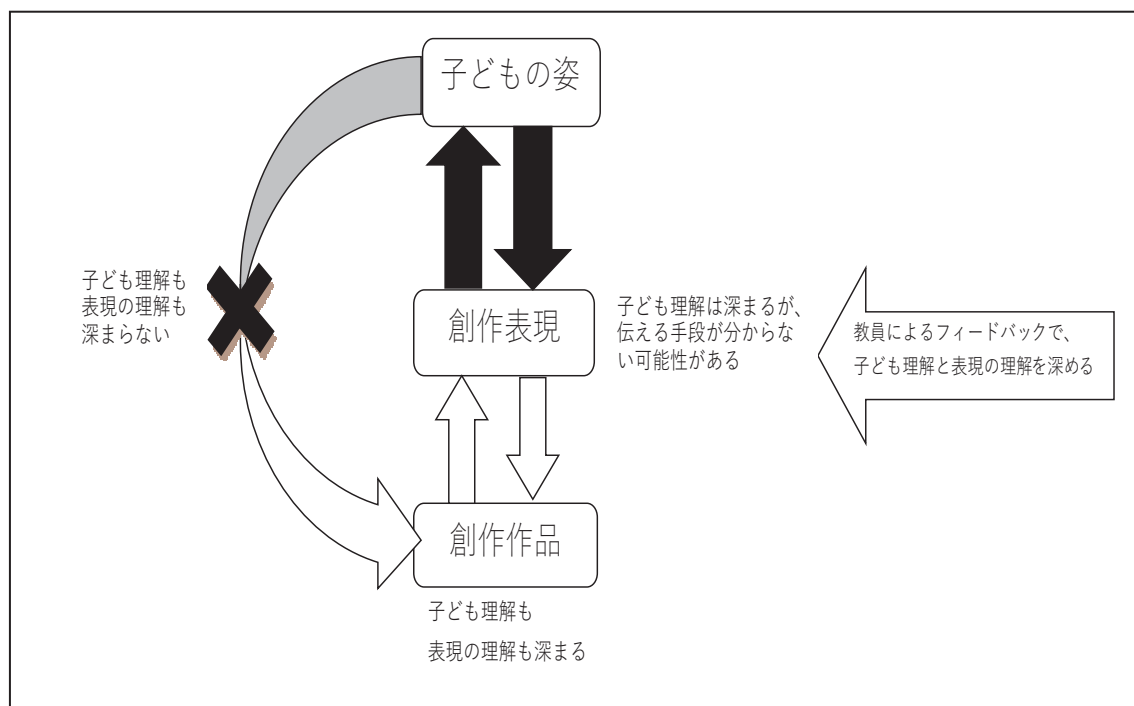 子どもの姿
子ども理解も
表現の理解も
深まらない
創作表現
子ども理解は深まるが、
伝える手段が分からな
い可能性がある
教員によるフィードバックで、
子ども理解と表現の理解を深める
創作作品
子ども理解も
表現の理解も深まる